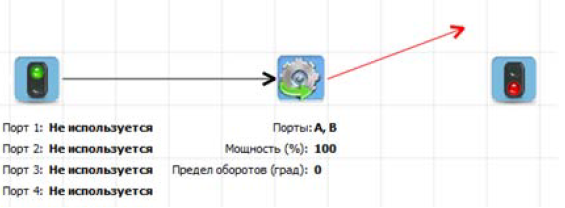 Порт 1: Не используется
Порт 2: Не используется
Порт 3: Не используется
Порт 4: Не используется
Порты: A, B
Мощность (%): 100
Предел оборотов (град): 0